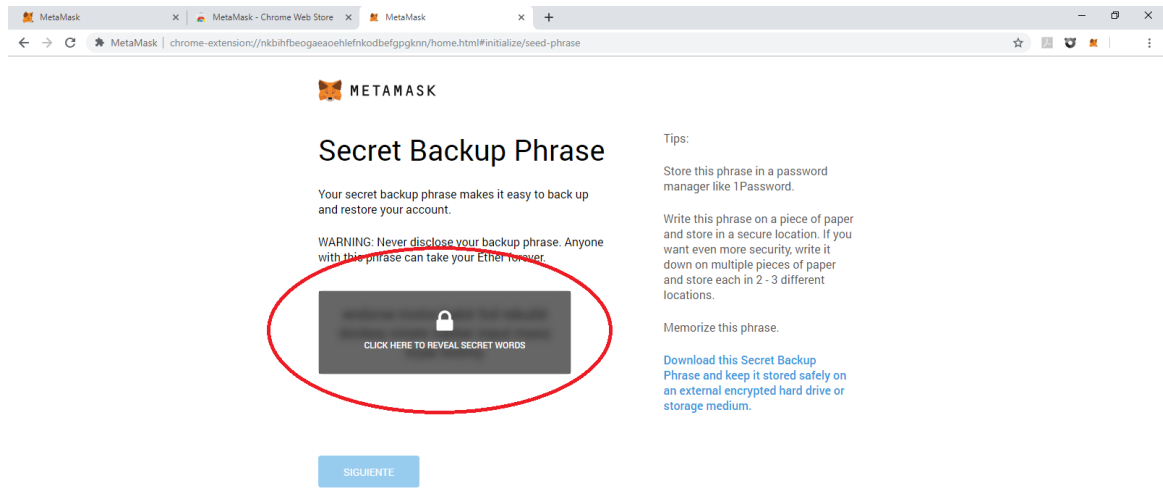 MetaMask
MetaMask - Chrome Web Store
MetaMask
MetaMask | chrome-extension://nkbihfbeogaeaoehlefnkodbefgpgknn/home.html#initialize/seed-phrase
METAMASK
Secret Backup Phrase
Your secret backup phrase makes it easy to back up
and restore your account.
WARNING: Never disclose your backup phrase. Anyone
with this phrase can take your Ether forever.
CLICK HERE TO REVEAL SECRET WORDS
SIGUIENTE
Tips:
Store this phrase in a password
manager like 1Password.
Write this phrase on a piece of paper
and store in a secure location. If you
want even more security, write it
down on multiple pieces of paper
and store each in 2 - 3 different
locations.
Memorize this phrase.
Download this Secret Backup
Phrase and keep it stored safely on
an external encrypted hard drive or
storage medium.